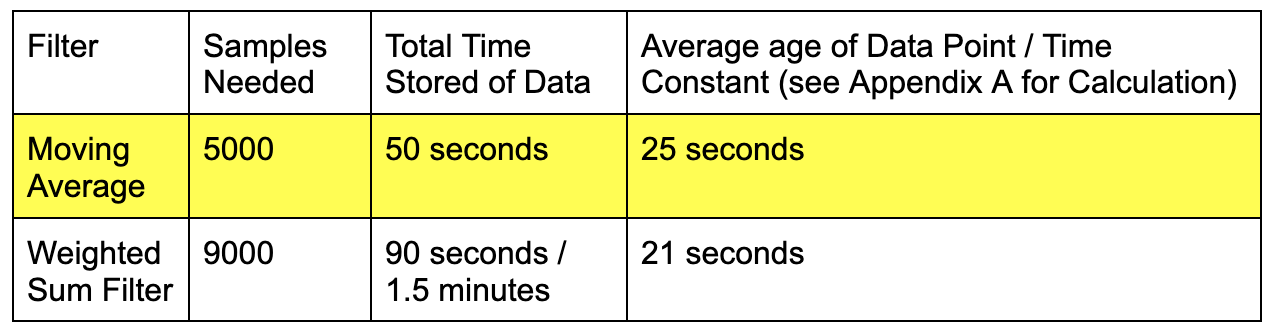 Filter
Samples
Needed
Total Time
Stored of Data
Average age of Data Point / Time
Constant (see Appendix A for Calculation)
Moving
Average
5000
50 seconds
25 seconds
Weighted
Sum Filter
9000
90 seconds /
1.5 minutes
21 seconds